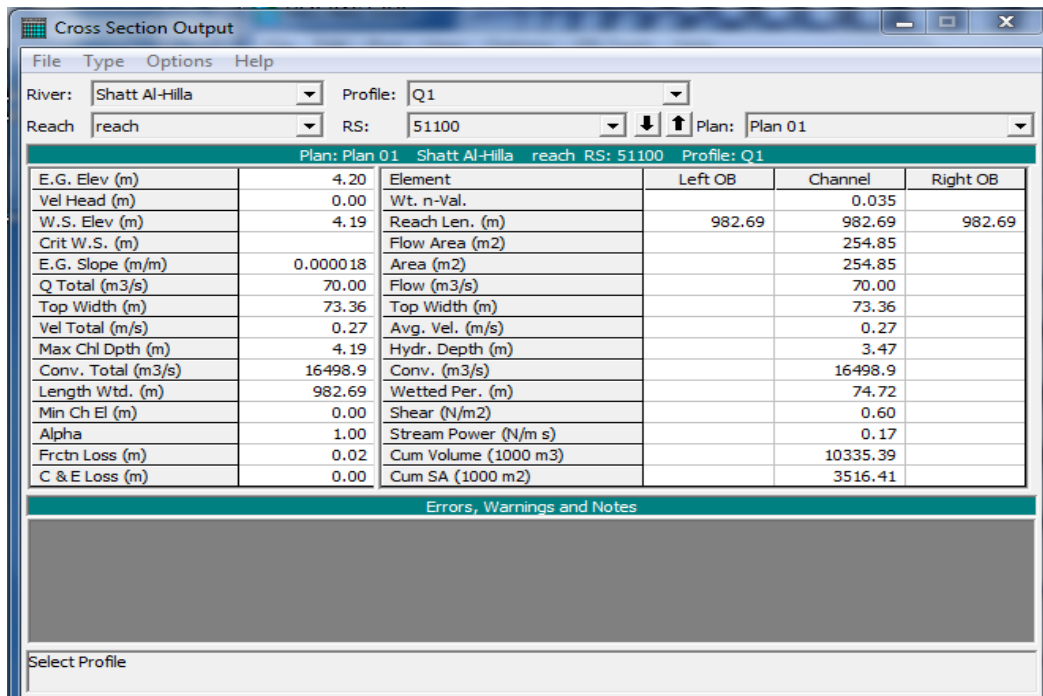 Cross Section Output
File Type Options Help
River: Shatt Al-Hilla Profile: Q1
Reach reach RS: 51100 Plan: Plan 01
Plan: Plan 01 Shatt Al-Hilla reach RS: 51100 Profile: Q1
E.G. Elev (m) 4.20 Element Left OB Channel Right OB
Vel Head (m) 0.00 Wt. n-Val. 0.035
W.S. Elev (m) 4.19 Reach Len. (m) 982.69 982.69 982.69
Crit W.S. (m) Flow Area (m2) 254.85
E.G. Slope (m/m) 0.000018 Area (m2) 254.85
Q Total (m3/s) 70.00 Flow (m3/s) 70.00
Top Width (m) 73.36 Top Width (m) 73.36
Vel Total (m/s) 0.27 Avg. Vel. (m/s) 0.27
Max Chl Dpth (m) 4.19 Hydr. Depth (m) 3.47
Conv. Total (m3/s) 16498.9 Conv. (m3/s) 16498.9
Length Wtd. (m) 982.69 Wetted Per. (m) 74.72
Min Ch El (m) 0.00 Shear (N/m2) 0.60
Alpha 1.00 Stream Power (N/m s) 0.17
Frctn Loss (m) 0.02 Cum Volume (1000 m3) 10335.39
C & E Loss (m) 0.00 Cum SA (1000 m2) 3516.41
Errors, Warnings and Notes
Select Profile